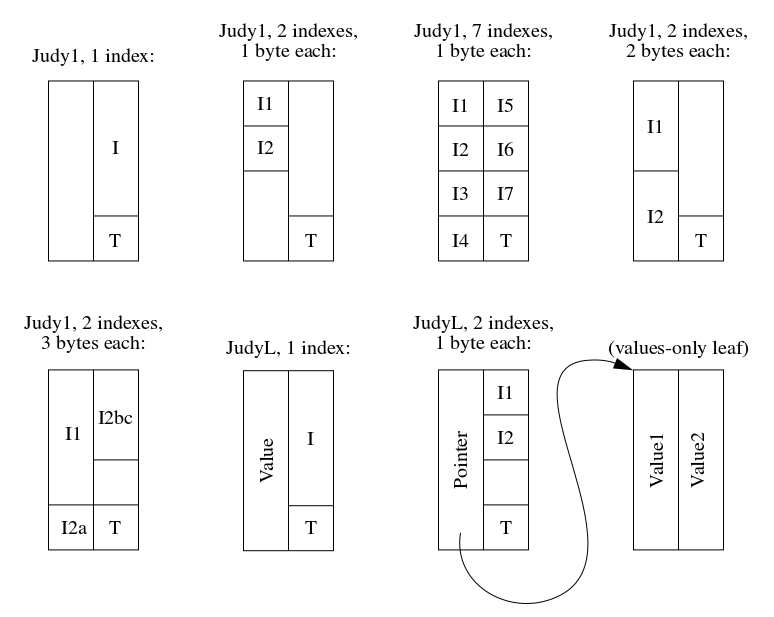 Judy1, 1 index:
I
T
Judy1, 2 indexes,
1 byte each:
I1
I2
T
Judy1, 7 indexes,
1 byte each:
I1 I5
I2 I6
I3 I7
I4 T
Judy1, 2 indexes,
2 bytes each:
I1
I2
T
Judy1, 2 indexes,
3 bytes each:
I1
I2bc
I2a T
JudyL, 1 index:
Value
I
T
JudyL, 2 indexes,
1 byte each:
Pointer
I1
I2
T
(values-only leaf)
Value1
Value2